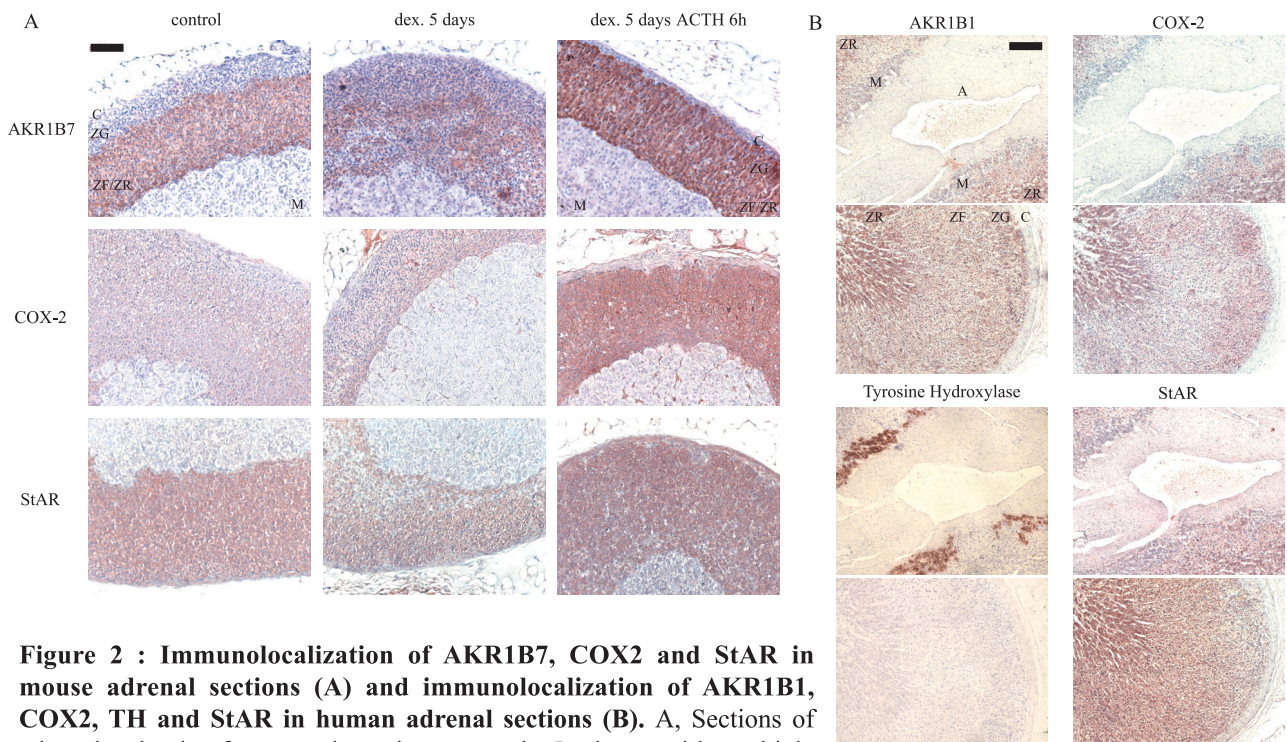 A
control
dex. 5 days
dex. 5 days ACTH 6h
AKR1B7
C
ZG
ZF/ZR
M
C
ZG
ZF/ZR
M
COX-2
StAR
B
AKR1B1
COX-2
ZR
M
A
M
ZR
ZR ZF ZG C
Tyrosine Hydroxylase
StAR
Figure 2 : Immunolocalization of AKR1B7, COX2 and StAR in
mouse adrenal sections (A) and immunolocalization of AKR1B1,
COX2, TH and StAR in human adrenal sections (B). A, Sections of